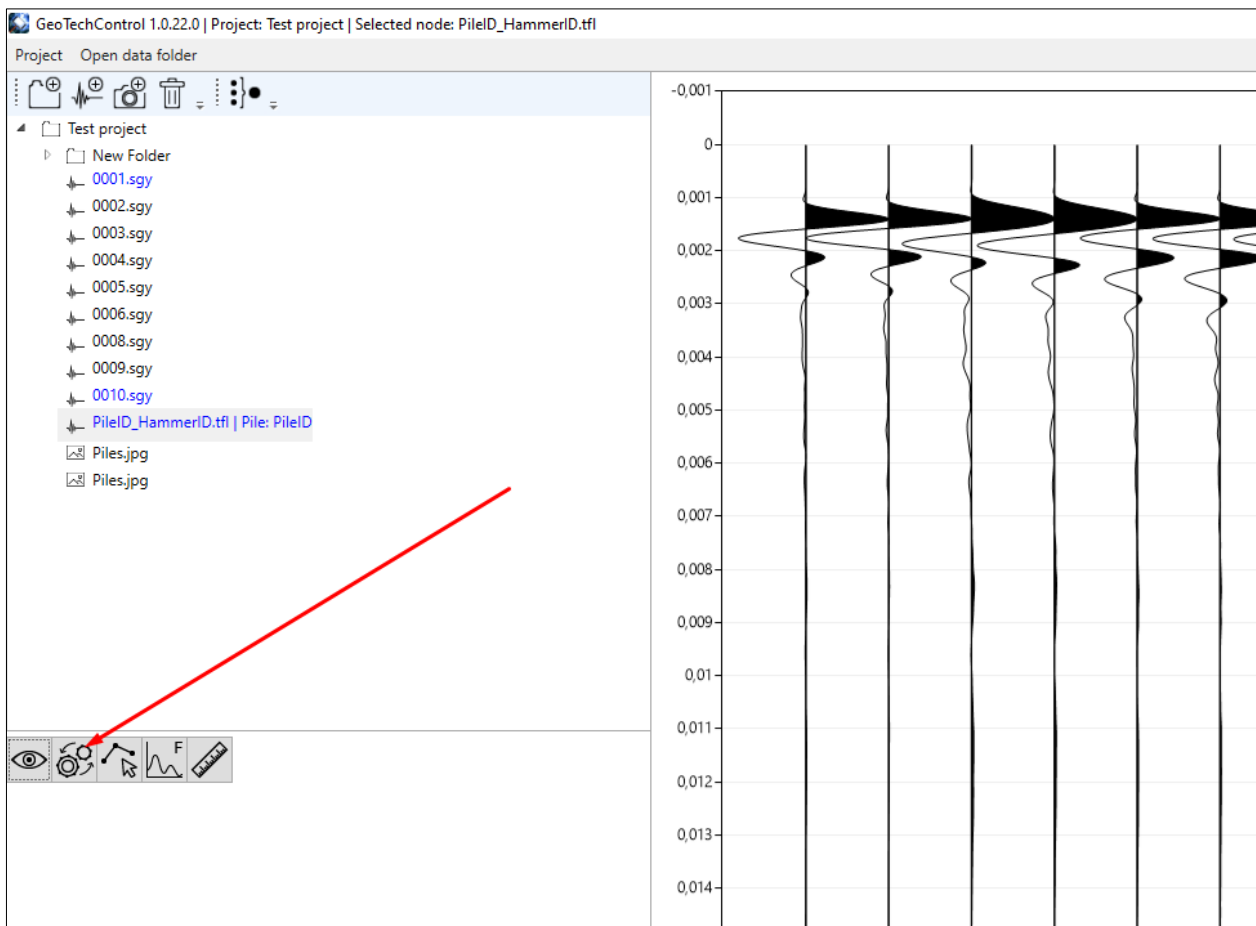 GeoTechControl 1.0.22.0 | Project: Test project | Selected node: PileID_HammerID.tfl
Project Open data folder
Test project
New Folder
0001.sgy
0002.sgy
0003.sgy
0004.sgy
0005.sgy
0006.sgy
0008.sgy
0009.sgy
0010.sgy
PileID_HammerID.tfl | Pile: PileID
Piles.jpg
Piles.jpg
F
-0,001
0
0,001
0,002
0,003
0,004
0,005
0,006
0,007
0,008
0,009
0,01
0,011
0,012
0,013
0,014